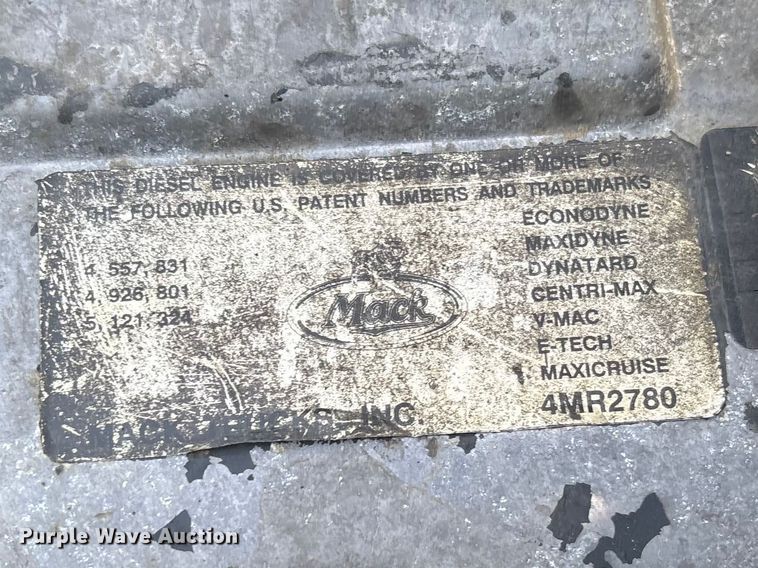 THIS DIESEL ENGINE IS COVERED BY ONE OR MORE OF
THE FOLLOWING U.S. PATENT NUMBERS AND TRADEMARKS
4, 557, 831
4, 926, 801
5, 121, 324
Mack
ECONODYNE
MAXIDYNE
DYNATARD
CENTRI-MAX
V-MAC
E-TECH
MAXICRUISE
MACK TRUCKS, INC.
4MR2780
Purple Wave Auction